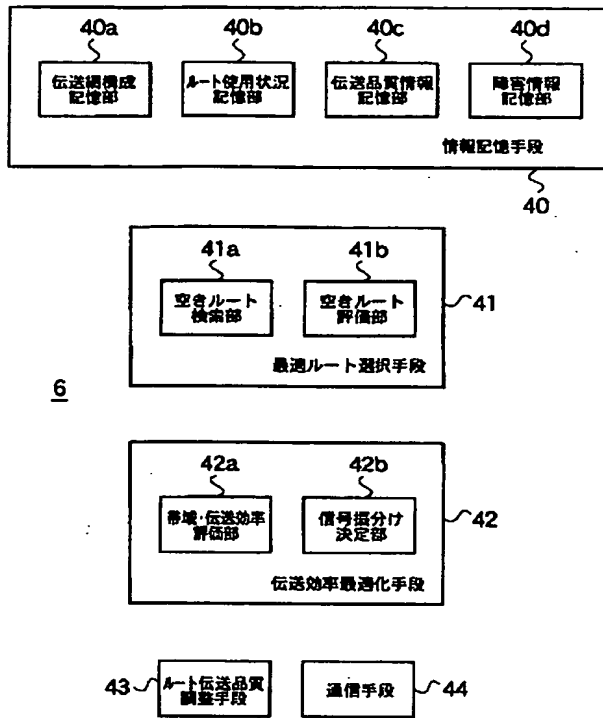 40a 40b 40c 40d
伝送網構成
記憶部
ルート使用状況
記憶部
伝送品質情報
記憶部
障害情報
記憶部
情報記憶手段
40
41a 41b
空きルート
検索部
空きルート
評価部
41
最適ルート選択手段
6
42a 42b
帯域・伝送効率
評価部
信号振分け
決定部
42
伝送効率最適化手段
43
ルート伝送品質
調整手段
通信手段
44